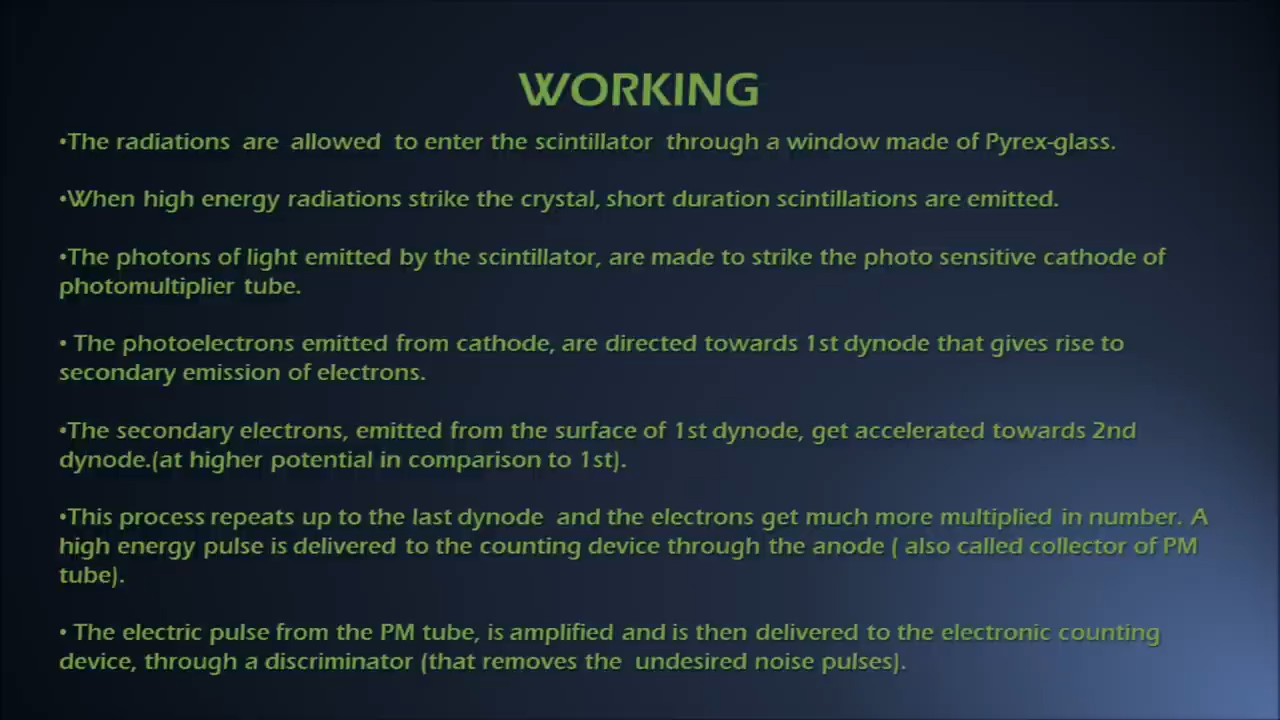 WORKING
•The radiations are allowed to enter the scintillator through a window made of Pyrex-glass.
•When high energy radiations strike the crystal, short duration scintillations are emitted.
•The photons of light emitted by the scintillator, are made to strike the photo sensitive cathode of
photomultiplier tube.
• The photoelectrons emitted from cathode, are directed towards 1st dynode that gives rise to
secondary emission of electrons.
•The secondary electrons, emitted from the surface of 1st dynode, get accelerated towards 2nd
dynode.(at higher potential in comparison to 1st).
•This process repeats up to the last dynode and the electrons get much more multiplied in number. A
high energy pulse is delivered to the counting device through the anode ( also called collector of PM
tube).
• The electric pulse from the PM tube, is amplified and is then delivered to the electronic counting
device, through a discriminator (that removes the undesired noise pulses).